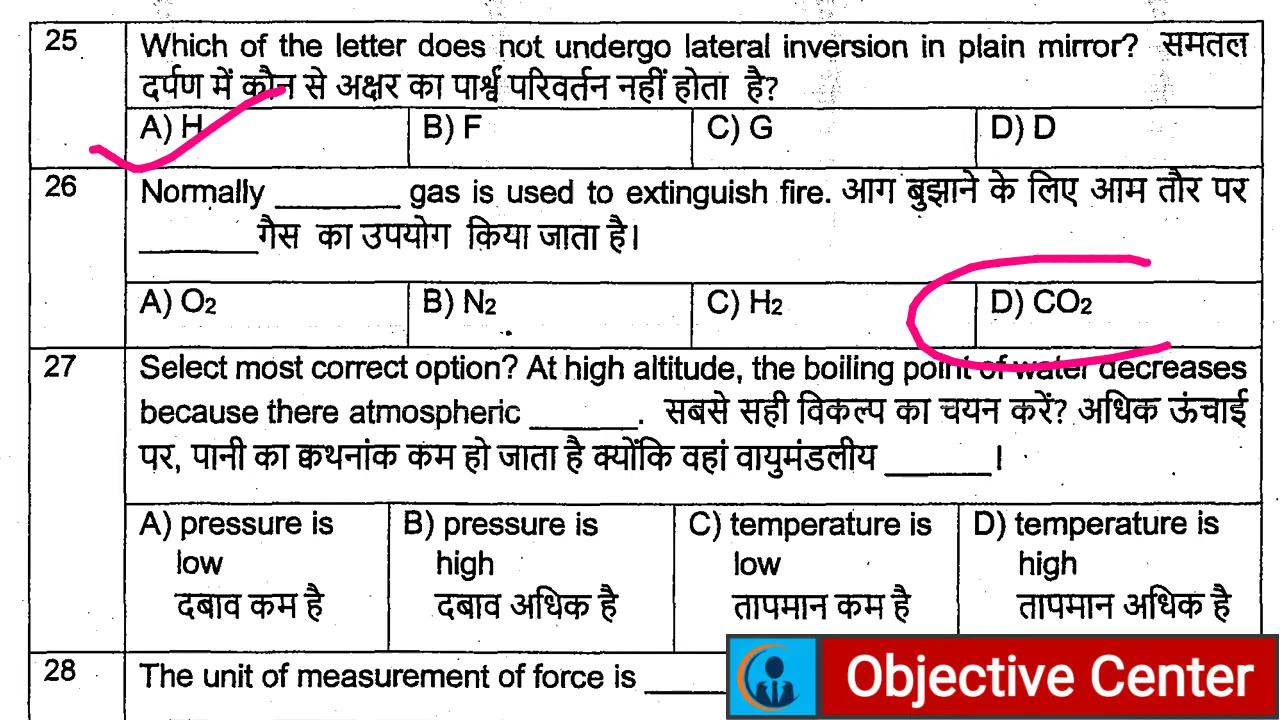 25 Which of the letter does not undergo lateral inversion in plain mirror? समतल
दर्पण में कौन से अक्षर का पार्श्व परिवर्तन नहीं होता है?
A) H B) F C) G D) D
26 Normally _______ gas is used to extinguish fire. आग बुझाने के लिए आम तौर पर
_______ गैस का उपयोग किया जाता है।
A) O2 B) N2 C) H2 D) CO2
27 Select most correct option? At high altitude, the boiling point of water decreases
because there atmospheric ______. सबसे सही विकल्प का चयन करें? अधिक ऊंचाई
पर, पानी का क्वथनांक कम हो जाता है क्योंकि वहां वायुमंडलीय ______।
A) pressure is B) pressure is C) temperature is D) temperature is
low high low high
दबाव कम है दबाव अधिक है तापमान कम है तापमान अधिक है
28 The unit of measurement of force is _____
Objective Center